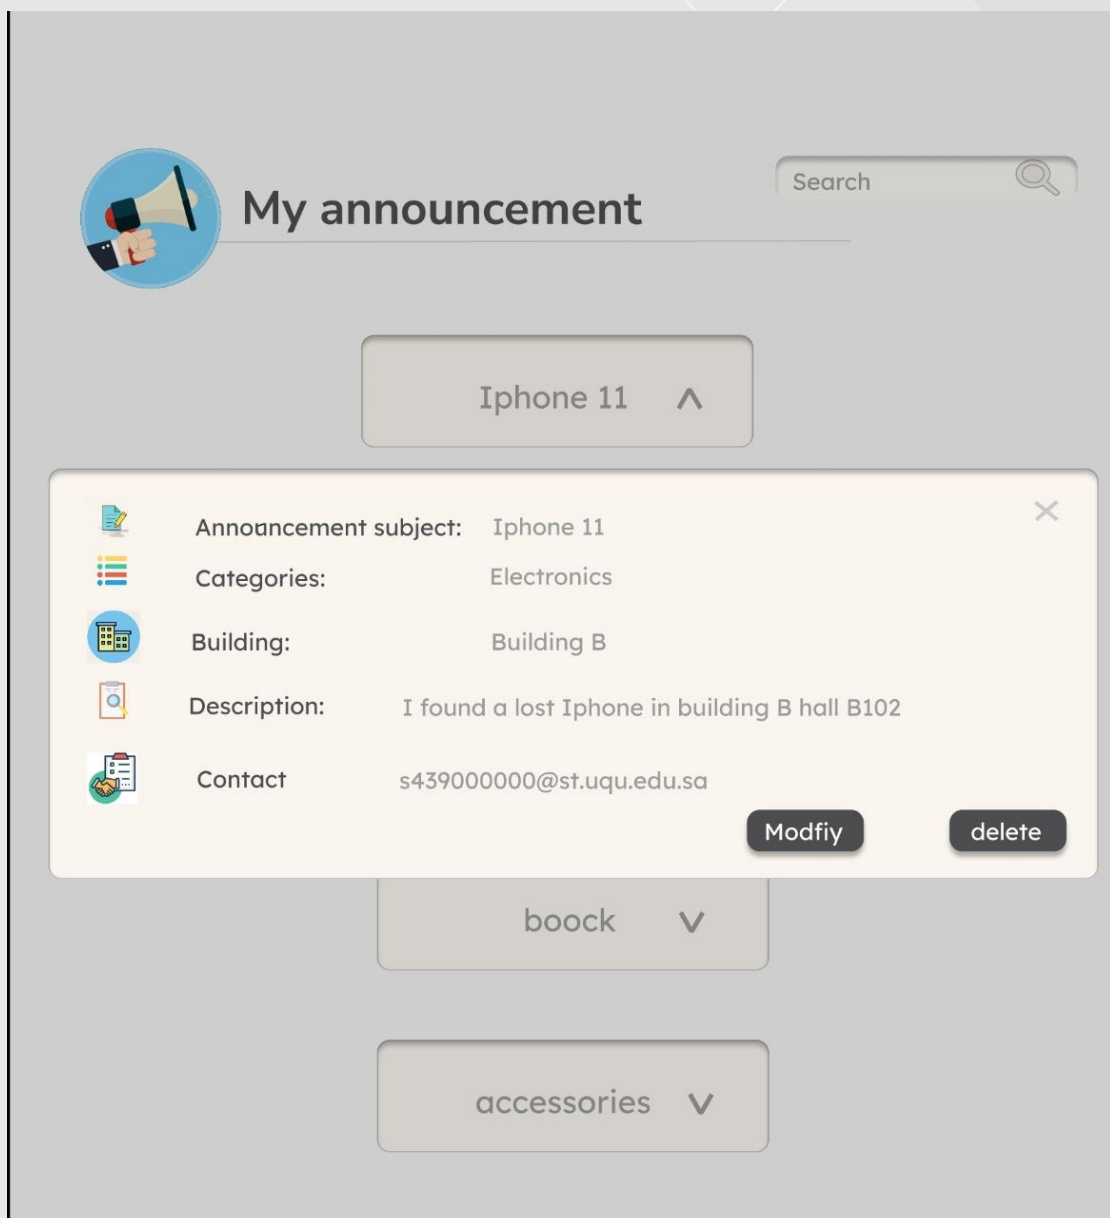 My announcement
Search
Iphone 11
Announcement subject: Iphone 11
Categories: Electronics
Building: Building B
Description: I found a lost Iphone in building B hall B102
Contact s439000000@st.uqu.edu.sa
Modfiy delete
boock
accessories